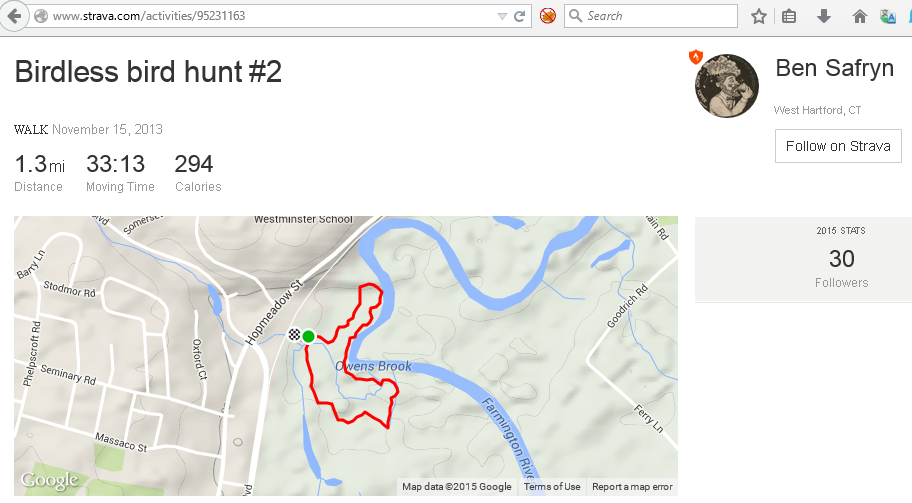 www.strava.com/activities/95231163
Search
Birdless bird hunt #2
Ben Safryn
West Hartford, CT
WALK November 15, 2013
Follow on Strava
1.3mi 33:13 294
Distance Moving Time Calories
2015 STATS
30
Followers
Westminster School
Barry Ln
Stodmor Rd
Hopmeadow St
Goodrich Rd
Phelpscroft Rd
Oxford Ct
Seminary Rd
Owens Brook
Farmington River
Ferry Ln
Massaco St
Google
Map data ©2015 Google Terms of Use Report a map error